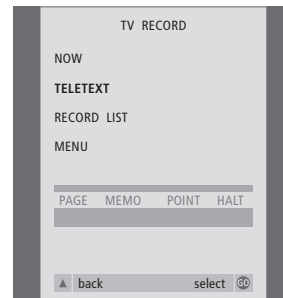 TV RECORD
NOW
TELETEXT
RECORD LIST
MENU
PAGE MEMO POINT HALT
back select GO